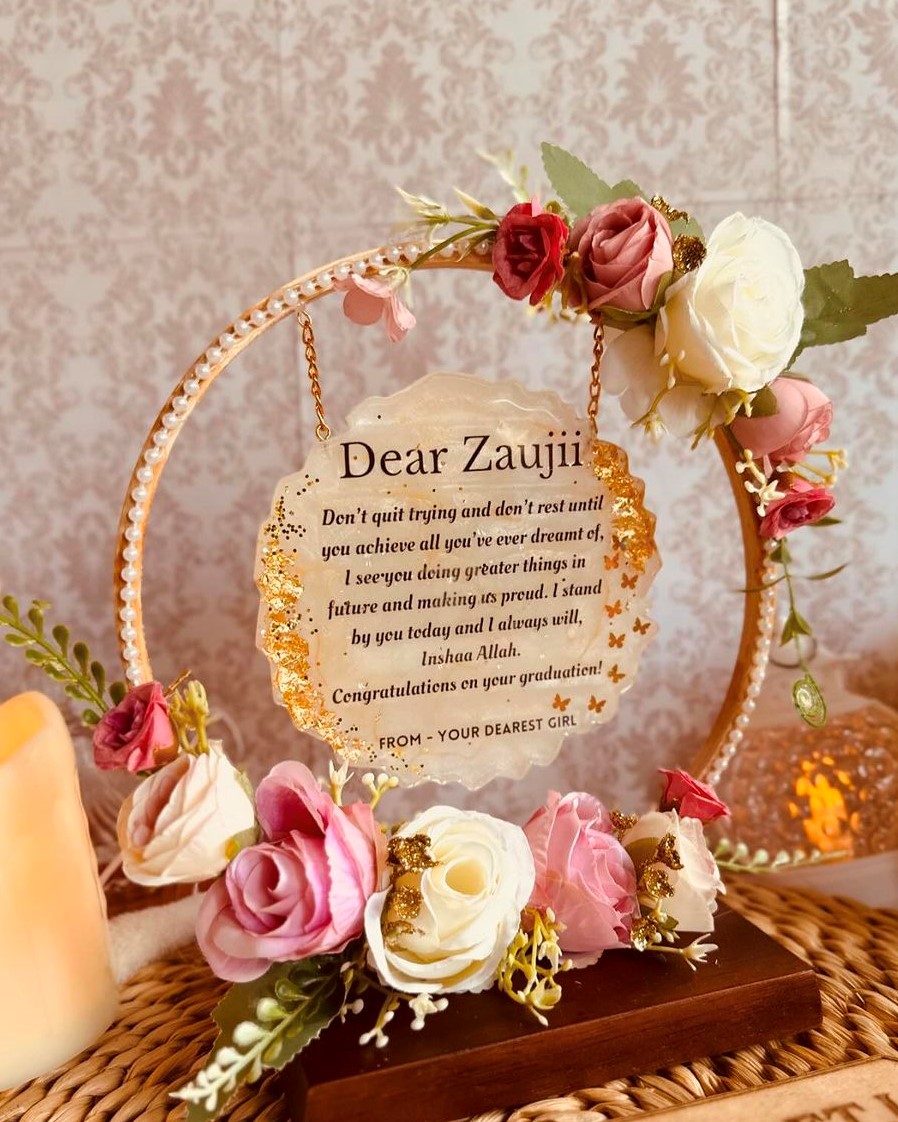 Dear Zaujii
Don't quit trying and don't rest until
you achieve all you've ever dreamt of,
I see you doing greater things in
future and making us proud. I stand
by you today and I always will,
Inshaa Allah.
Congratulations on your graduation!
FROM - YOUR DEAREST GIRL